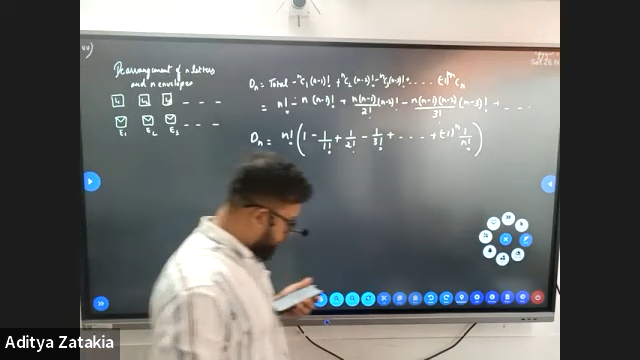 Dearrangement of n letters
and n envelopes
L₁ L₂ L₃ - - -
E₁ E₂ E₃ - - -
Dₙ = Total - ⁿC₁(n-1)! + ⁿC₂(n-2)! - ⁿC₃(n-3)! + .... (-1)ⁿ ⁿCₙ
= n! - n(n-1)! + n(n-1)/2! (n-2)! - n(n-1)(n-2)/3! (n-3)! + ....
Dₙ = n! (1 - 1/1! + 1/2! - 1/3! + .... + (-1)ⁿ 1/n!)
Aditya Zatakia